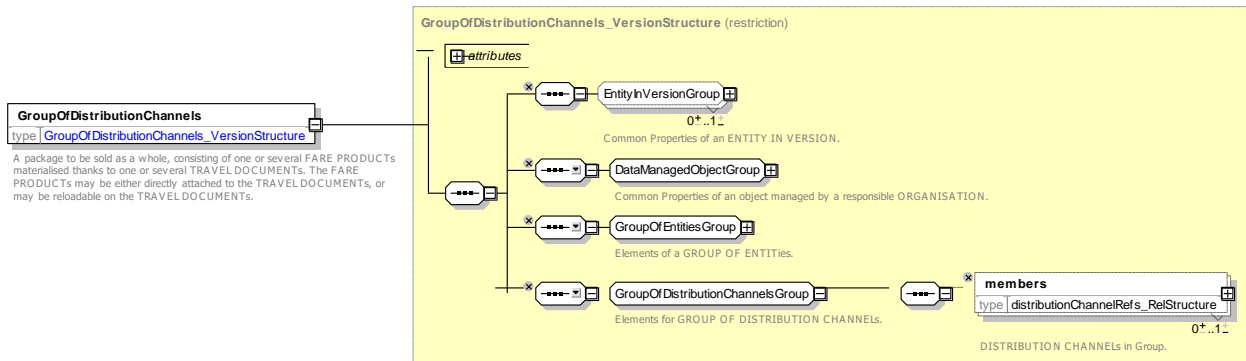 GroupOfDistributionChannels_VersionStructure (restriction)
attributes
EntityInVersionGroup
0..1
Common Properties of an ENTITY IN VERSION.
GroupOfDistributionChannels
type GroupOfDistributionChannels_VersionStructure
A package to be sold as a whole, consisting of one or several FARE PRODUCTs
materialised thanks to one or several TRAVEL DOCUMENTs. The FARE
PRODUCTs may be either directly attached to the TRAVEL DOCUMENTs, or
may be reloadable on the TRAVEL DOCUMENTs.
DataManagedObjectGroup
Common Properties of an object managed by a responsible ORGANISATION.
GroupOfEntitiesGroup
Elements of a GROUP OF ENTITies.
GroupOfDistributionChannelsGroup
Elements for GROUP OF DISTRIBUTION CHANNELs.
members
type distributionChannelRefs_RelStructure
0..1
DISTRIBUTION CHANNELs in Group.